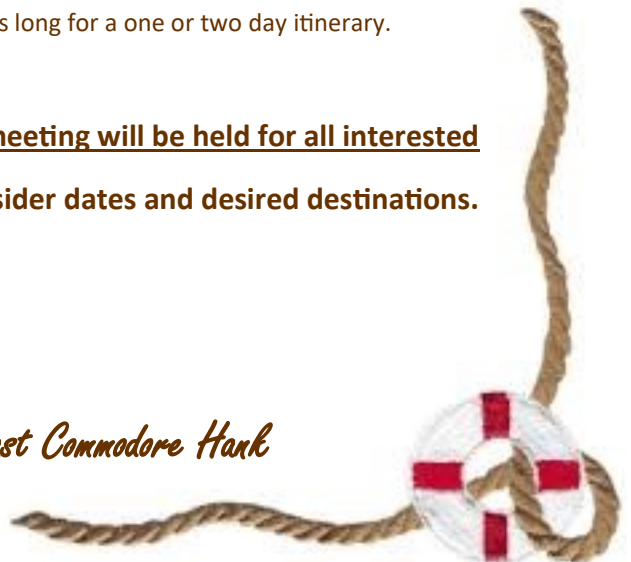 s long for a one or two day itinerary.
neeting will be held for all interested
sider dates and desired destinations.
st Commodore Hank